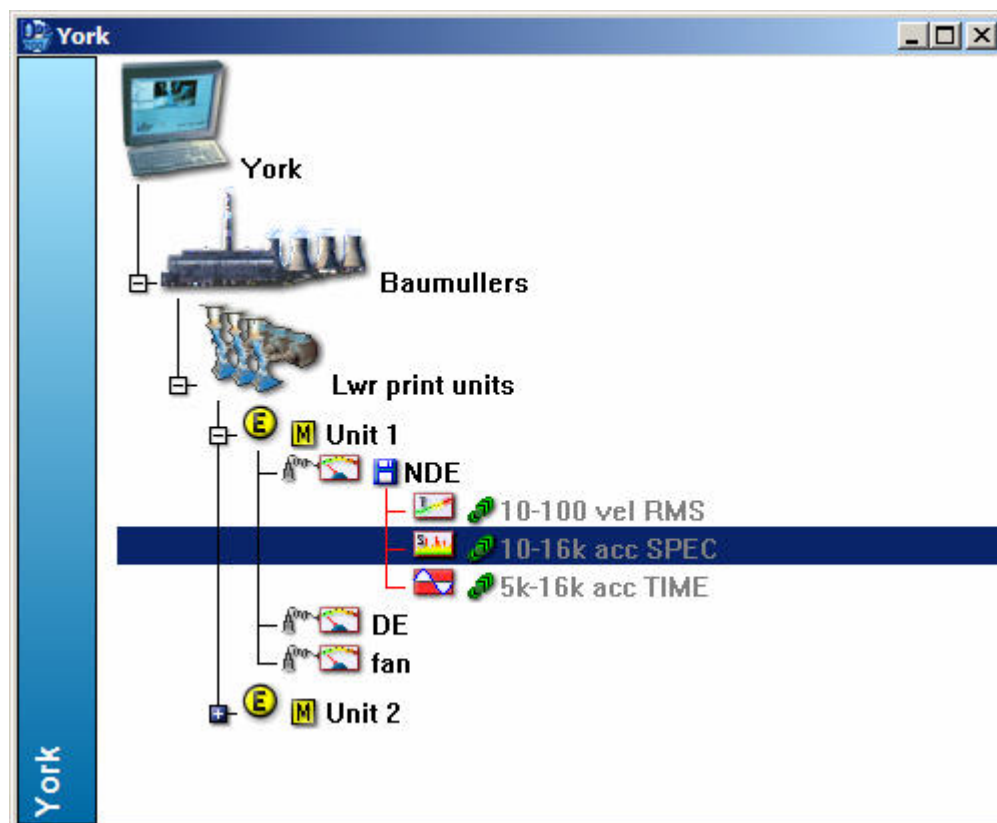 York
York
Baumullers
Lwr print units
E M Unit 1
NDE
T 10-100 vel RMS
S 10-16k acc SPEC
5k-16k acc TIME
DE
fan
E M Unit 2
York